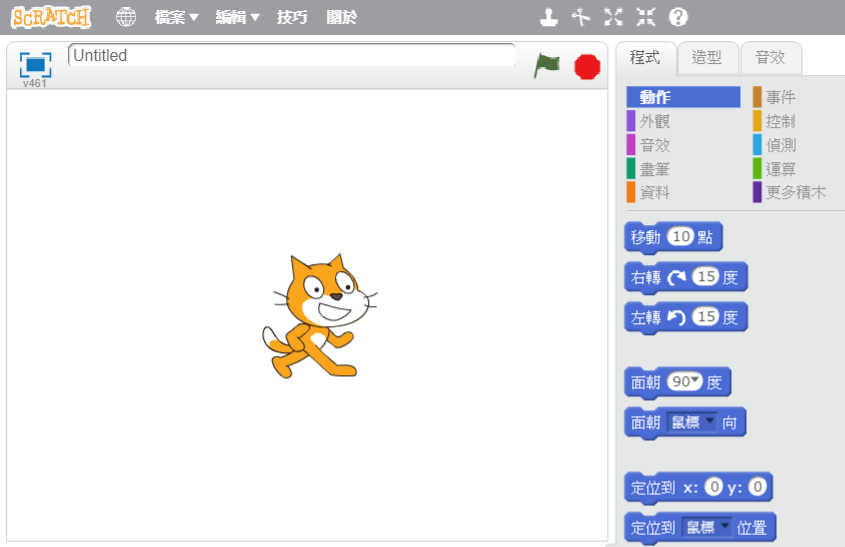 SCRATCH 檔案▼ 編輯▼ 技巧 關於
Untitled
v461
程式 造型 音效
動作 事件
外觀 控制
音效 偵測
畫筆 運算
資料 更多積木
移動 10 點
右轉 15 度
左轉 15 度
面朝 90▼ 度
面朝 鼠標 向
定位到 x: 0 y: 0
定位到 鼠標 位置